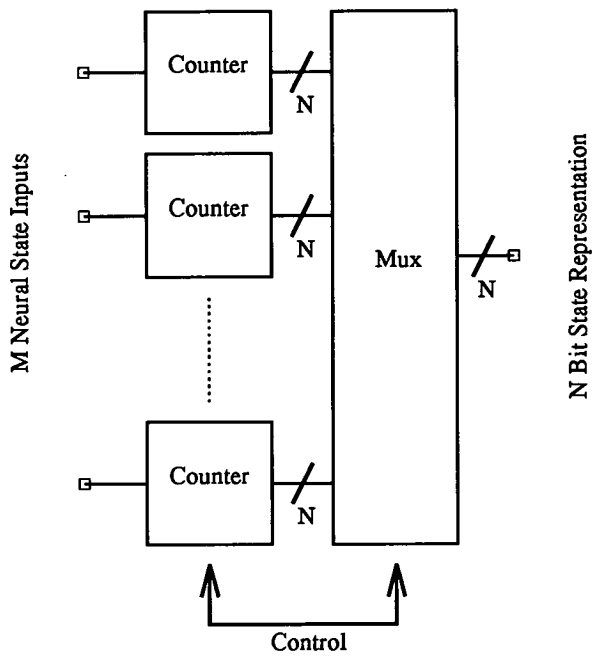 Counter
N
M Neural State Inputs
Counter
N
Mux
N
N Bit State Representation
Counter
N
Control